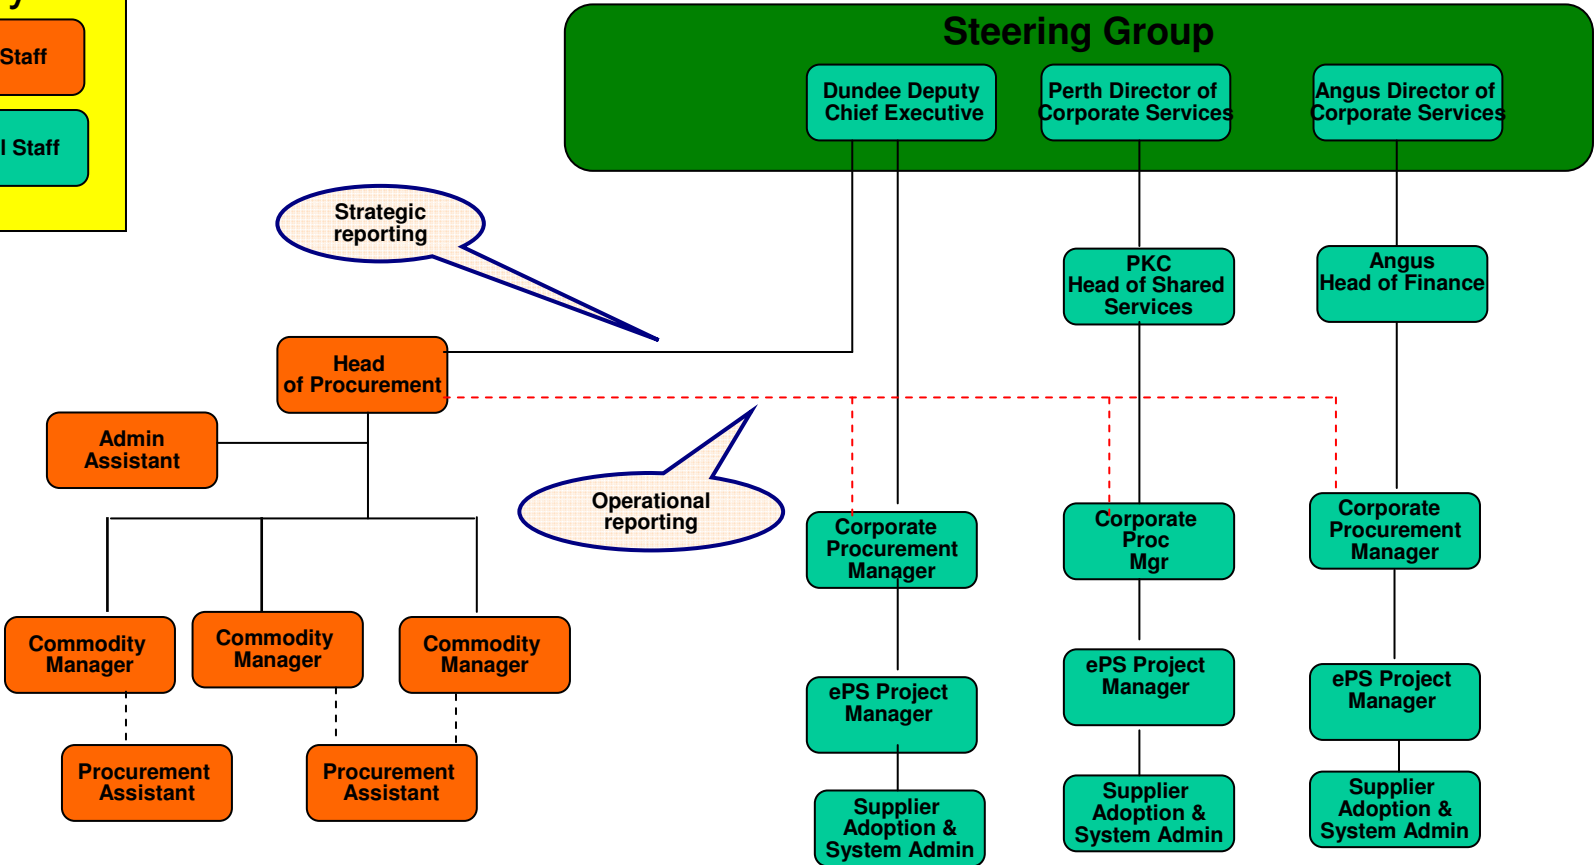 y
Staff
l Staff
Steering Group
Dundee Deputy
Chief Executive
Perth Director of
Corporate Services
Angus Director of
Corporate Services
Strategic
reporting
PKC
Head of Shared
Services
Angus
Head of Finance
Head
of Procurement
Admin
Assistant
Operational
reporting
Corporate
Procurement
Manager
Corporate
Proc
Mgr
Corporate
Procurement
Manager
Commodity
Manager
Commodity
Manager
Commodity
Manager
ePS Project
Manager
ePS Project
Manager
ePS Project
Manager
Procurement
Assistant
Procurement
Assistant
Supplier
Adoption &
System Admin
Supplier
Adoption &
System Admin
Supplier
Adoption &
System Admin